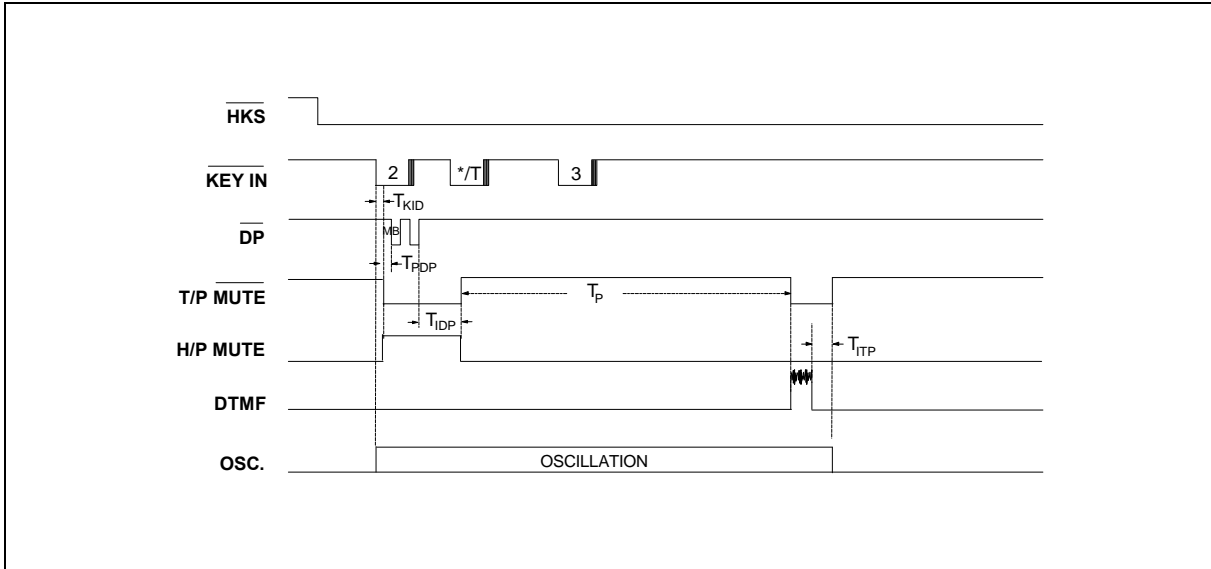 HKS
KEY IN 2 */T 3
TKID
DP MB
TPDP
T/P MUTE TP
TIDP
H/P MUTE TITP
DTMF
OSC. OSCILLATION